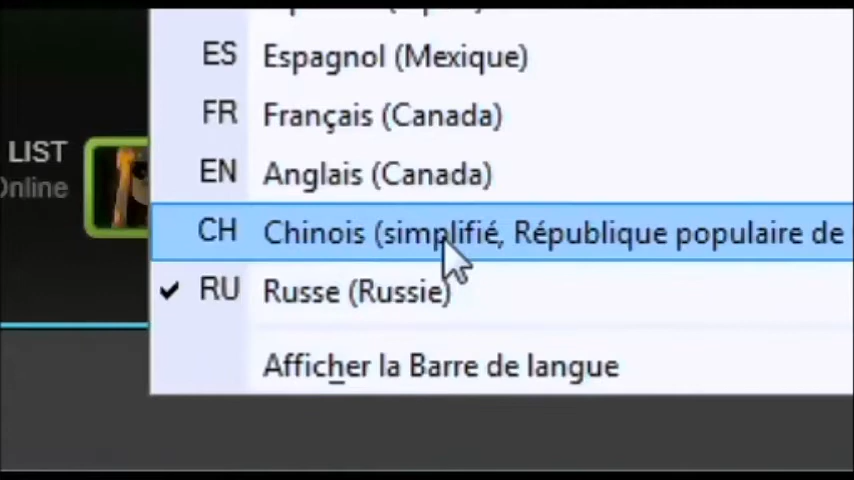 ES Espagnol (Mexique)
FR Français (Canada)
LIST
EN Anglais (Canada)
Online
CH Chinois (simplifié, République populaire de
RU Russe (Russie)
Afficher la Barre de langue